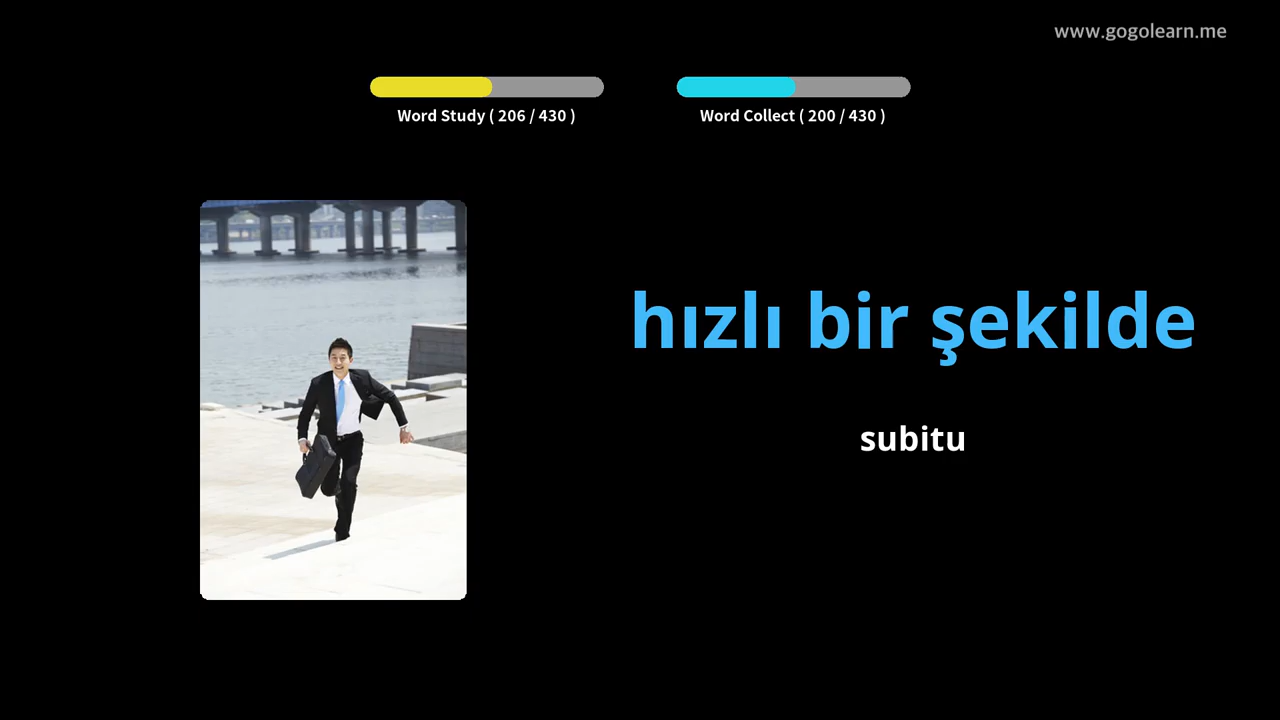 www.gogolearn.me
Word Study ( 206 / 430 )
Word Collect ( 200 / 430 )
hızlı bir şekilde
subitu